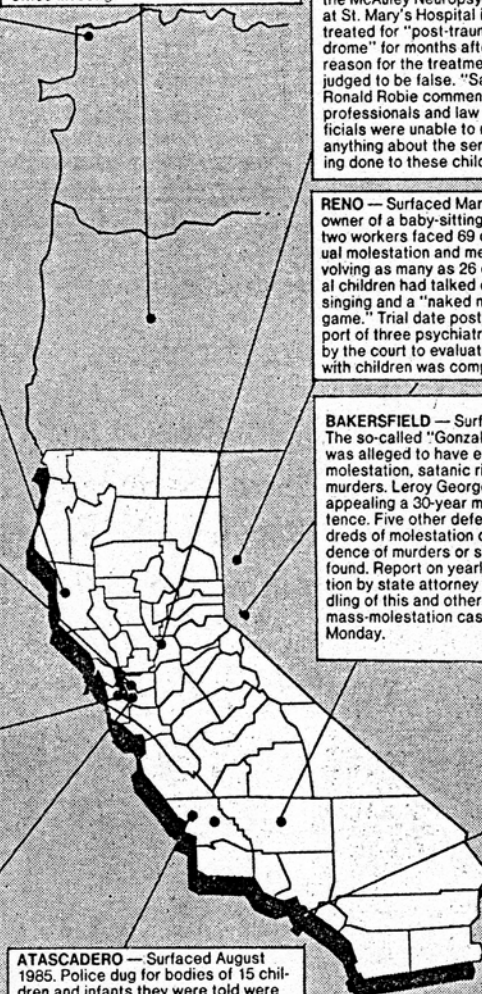 the McAuley Neuropsy
at St. Mary's Hospital i
treated for "post-traum
drome" for months afte
reason for the treatme
judged to be false. "Sa
Ronald Robie commen
professionals and law
ficials were unable to
anything about the ser
ing done to these child
RENO — Surfaced Mar
owner of a baby-sitting
two workers faced 69 c
ual molestation and me
volving as many as 26 c
al children had talked o
singing and a "naked m
game." Trial date post
port of three psychiatr
by the court to evaluat
with children was comp
BAKERSFIELD — Surf
The so-called "Gonzal
was alleged to have e
molestation, satanic ri
murders. Leroy George
appealing a 30-year m
tence. Five other defe
dreds of molestation c
dence of murders or s
found. Report on yearl
tion by state attorney
dling of this and other
mass-molestation cas
Monday.
ATASCADERO — Surfaced August
1985. Police dug for bodies of 15 chil-
dren and infants they were told were